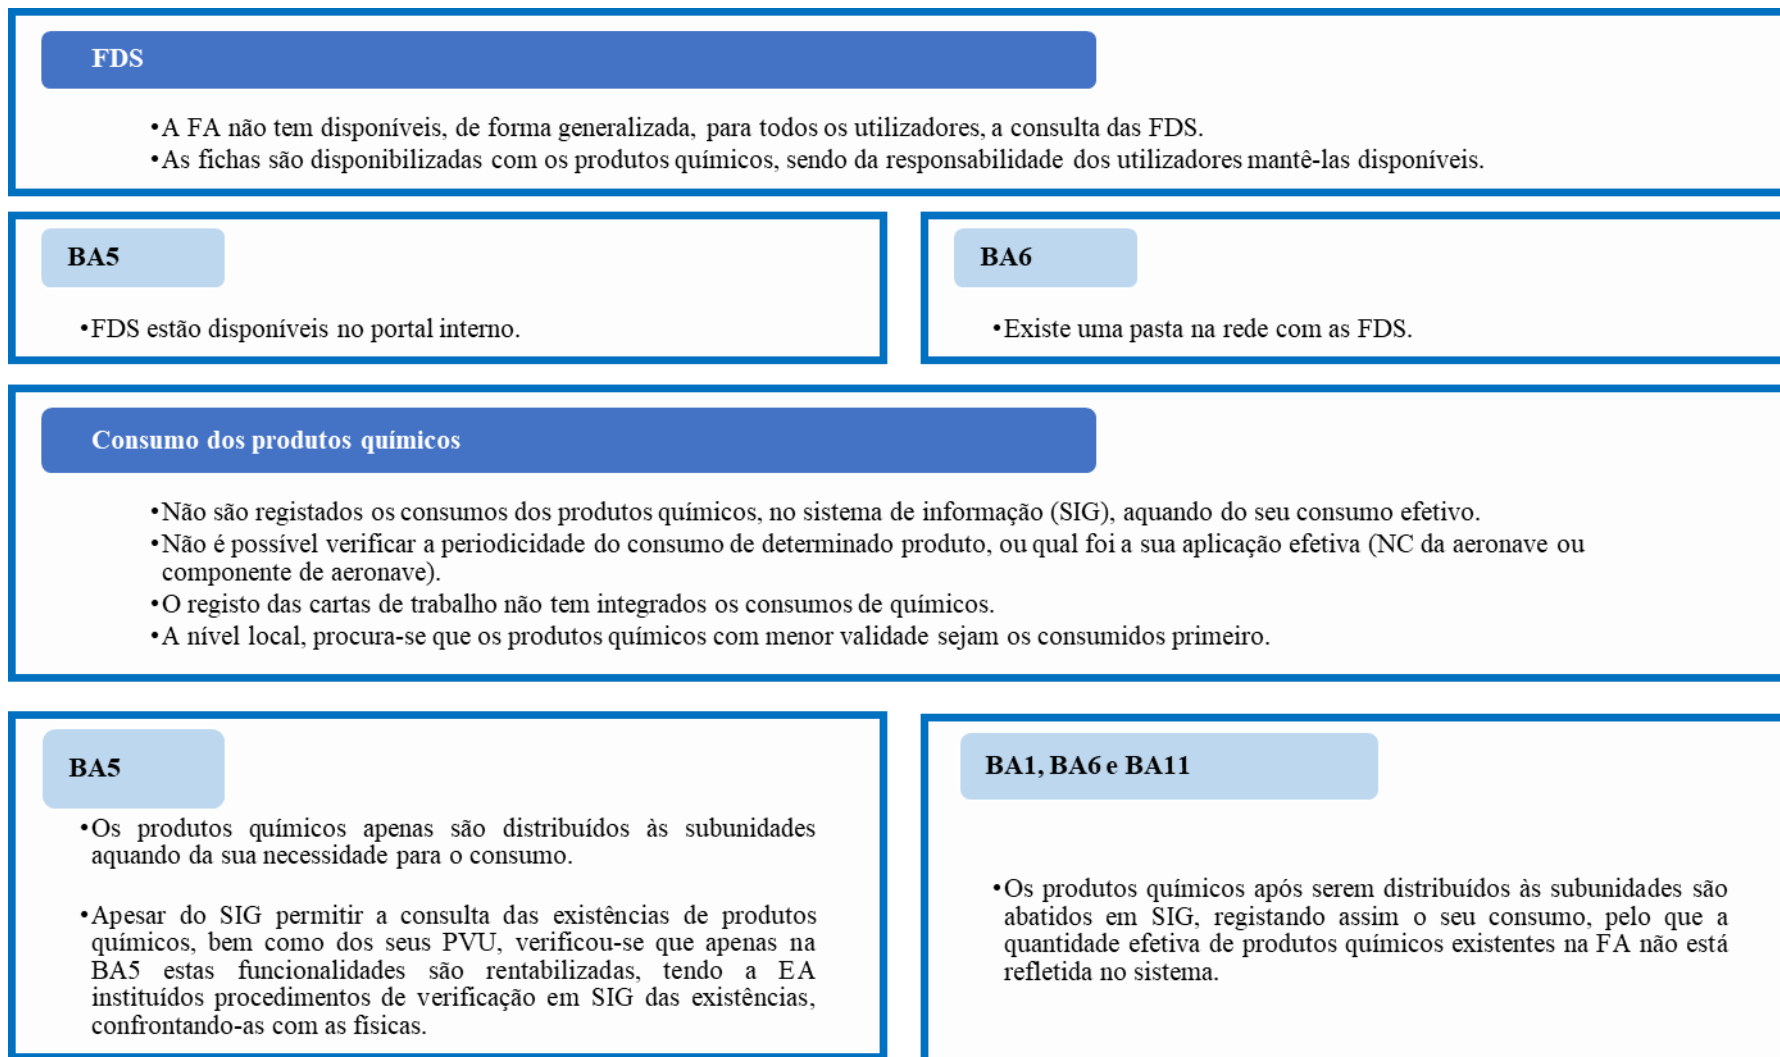 FDS
•A FA não tem disponíveis, de forma generalizada, para todos os utilizadores, a consulta das FDS.
•As fichas são disponibilizadas com os produtos químicos, sendo da responsabilidade dos utilizadores mantê-las disponíveis.
BA5
•FDS estão disponíveis no portal interno.
BA6
•Existe uma pasta na rede com as FDS.
Consumo dos produtos químicos
•Não são registados os consumos dos produtos químicos, no sistema de informação (SIG), aquando do seu consumo efetivo.
•Não é possível verificar a periodicidade do consumo de determinado produto, ou qual foi a sua aplicação efetiva (NC da aeronave ou
componente de aeronave).
•O registo das cartas de trabalho não tem integrados os consumos de químicos.
•A nível local, procura-se que os produtos químicos com menor validade sejam os consumidos primeiro.
BA5
•Os produtos químicos apenas são distribuídos às subunidades
aquando da sua necessidade para o consumo.
•Apesar do SIG permitir a consulta das existências de produtos
químicos, bem como dos seus PVU, verificou-se que apenas na
BA5 estas funcionalidades são rentabilizadas, tendo a EA
instituídos procedimentos de verificação em SIG das existências,
confrontando-as com as físicas.
BA1, BA6 e BA11
•Os produtos químicos após serem distribuídos às subunidades são
abatidos em SIG, registando assim o seu consumo, pelo que a
quantidade efetiva de produtos químicos existentes na FA não está
refletida no sistema.